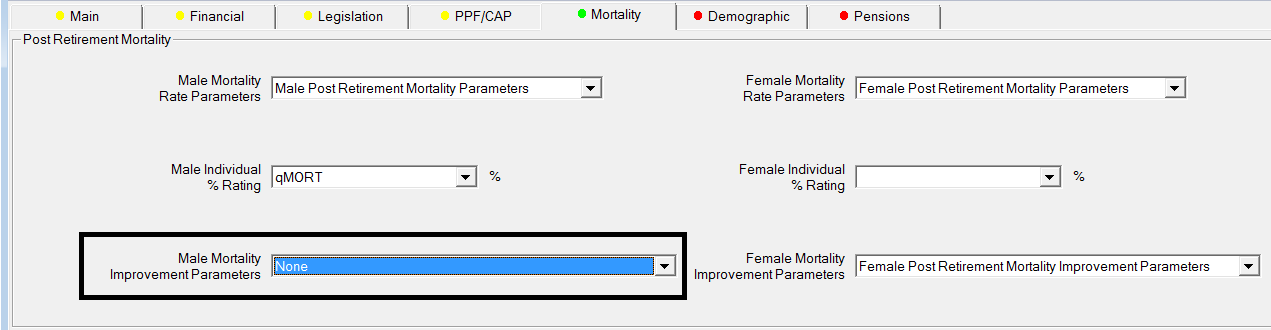 Main
Financial
Legislation
PPF/CAP
Mortality
Demographic
Pensions
Post Retirement Mortality
Male Mortality
Rate Parameters
Male Post Retirement Mortality Parameters
Female Mortality
Rate Parameters
Female Post Retirement Mortality Parameters
Male Individual
% Rating
qMORT
%
Female Individual
% Rating
%
Male Mortality
Improvement Parameters
None
Female Mortality
Improvement Parameters
Female Post Retirement Mortality Improvement Parameters